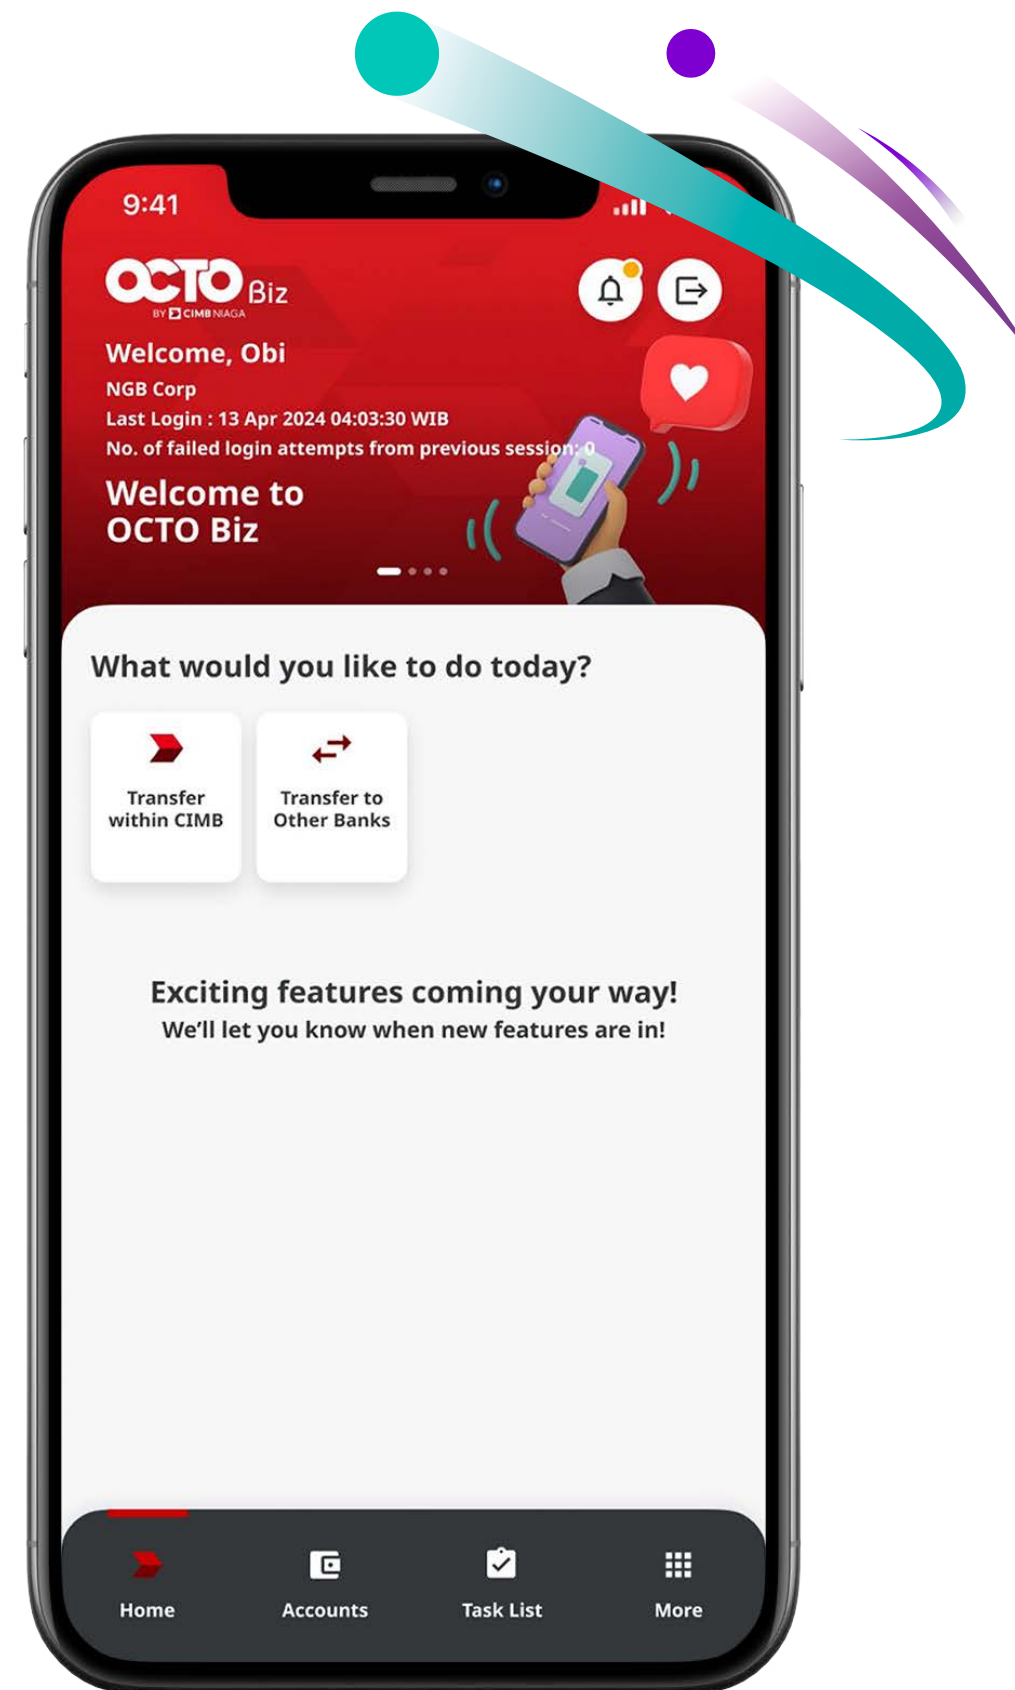 9:41
OCTO Biz
BY CIMB NIAGA
Welcome, Obi
NGB Corp
Last Login : 13 Apr 2024 04:03:30 WIB
No. of failed login attempts from previous session: 0
Welcome to
OCTO Biz
What would you like to do today?
Transfer
within CIMB
Transfer to
Other Banks
Exciting features coming your way!
We’ll let you know when new features are in!
Home
Accounts
Task List
More